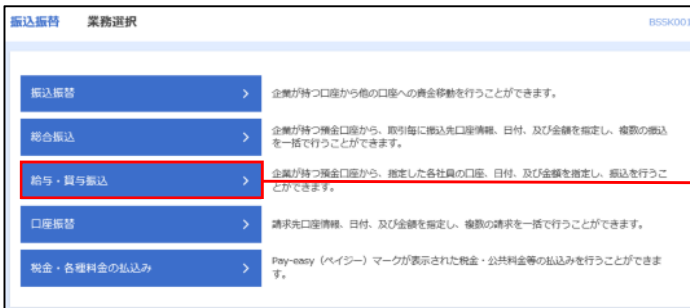 振込振替 業務選択 BSSK001
振込振替
企業が持つ口座から他の口座への資金移動を行うことができます。
総合振込
企業が持つ預金口座から、取引毎に振込先口座情報、日付、及び金額を指定し、複数の振込
を一括で行うことができます。
給与・賞与振込
企業が持つ預金口座から、指定した各社員の口座、日付、及び金額を指定し、振込を行うこ
とができます。
口座振替
請求先口座情報、日付、及び金額を指定し、複数の請求を一括で行うことができます。
税金・各種料金の払込み
Pay-easy（ペイジー）マークが表示された税金・公共料金等の払込みを行うことができま
す。